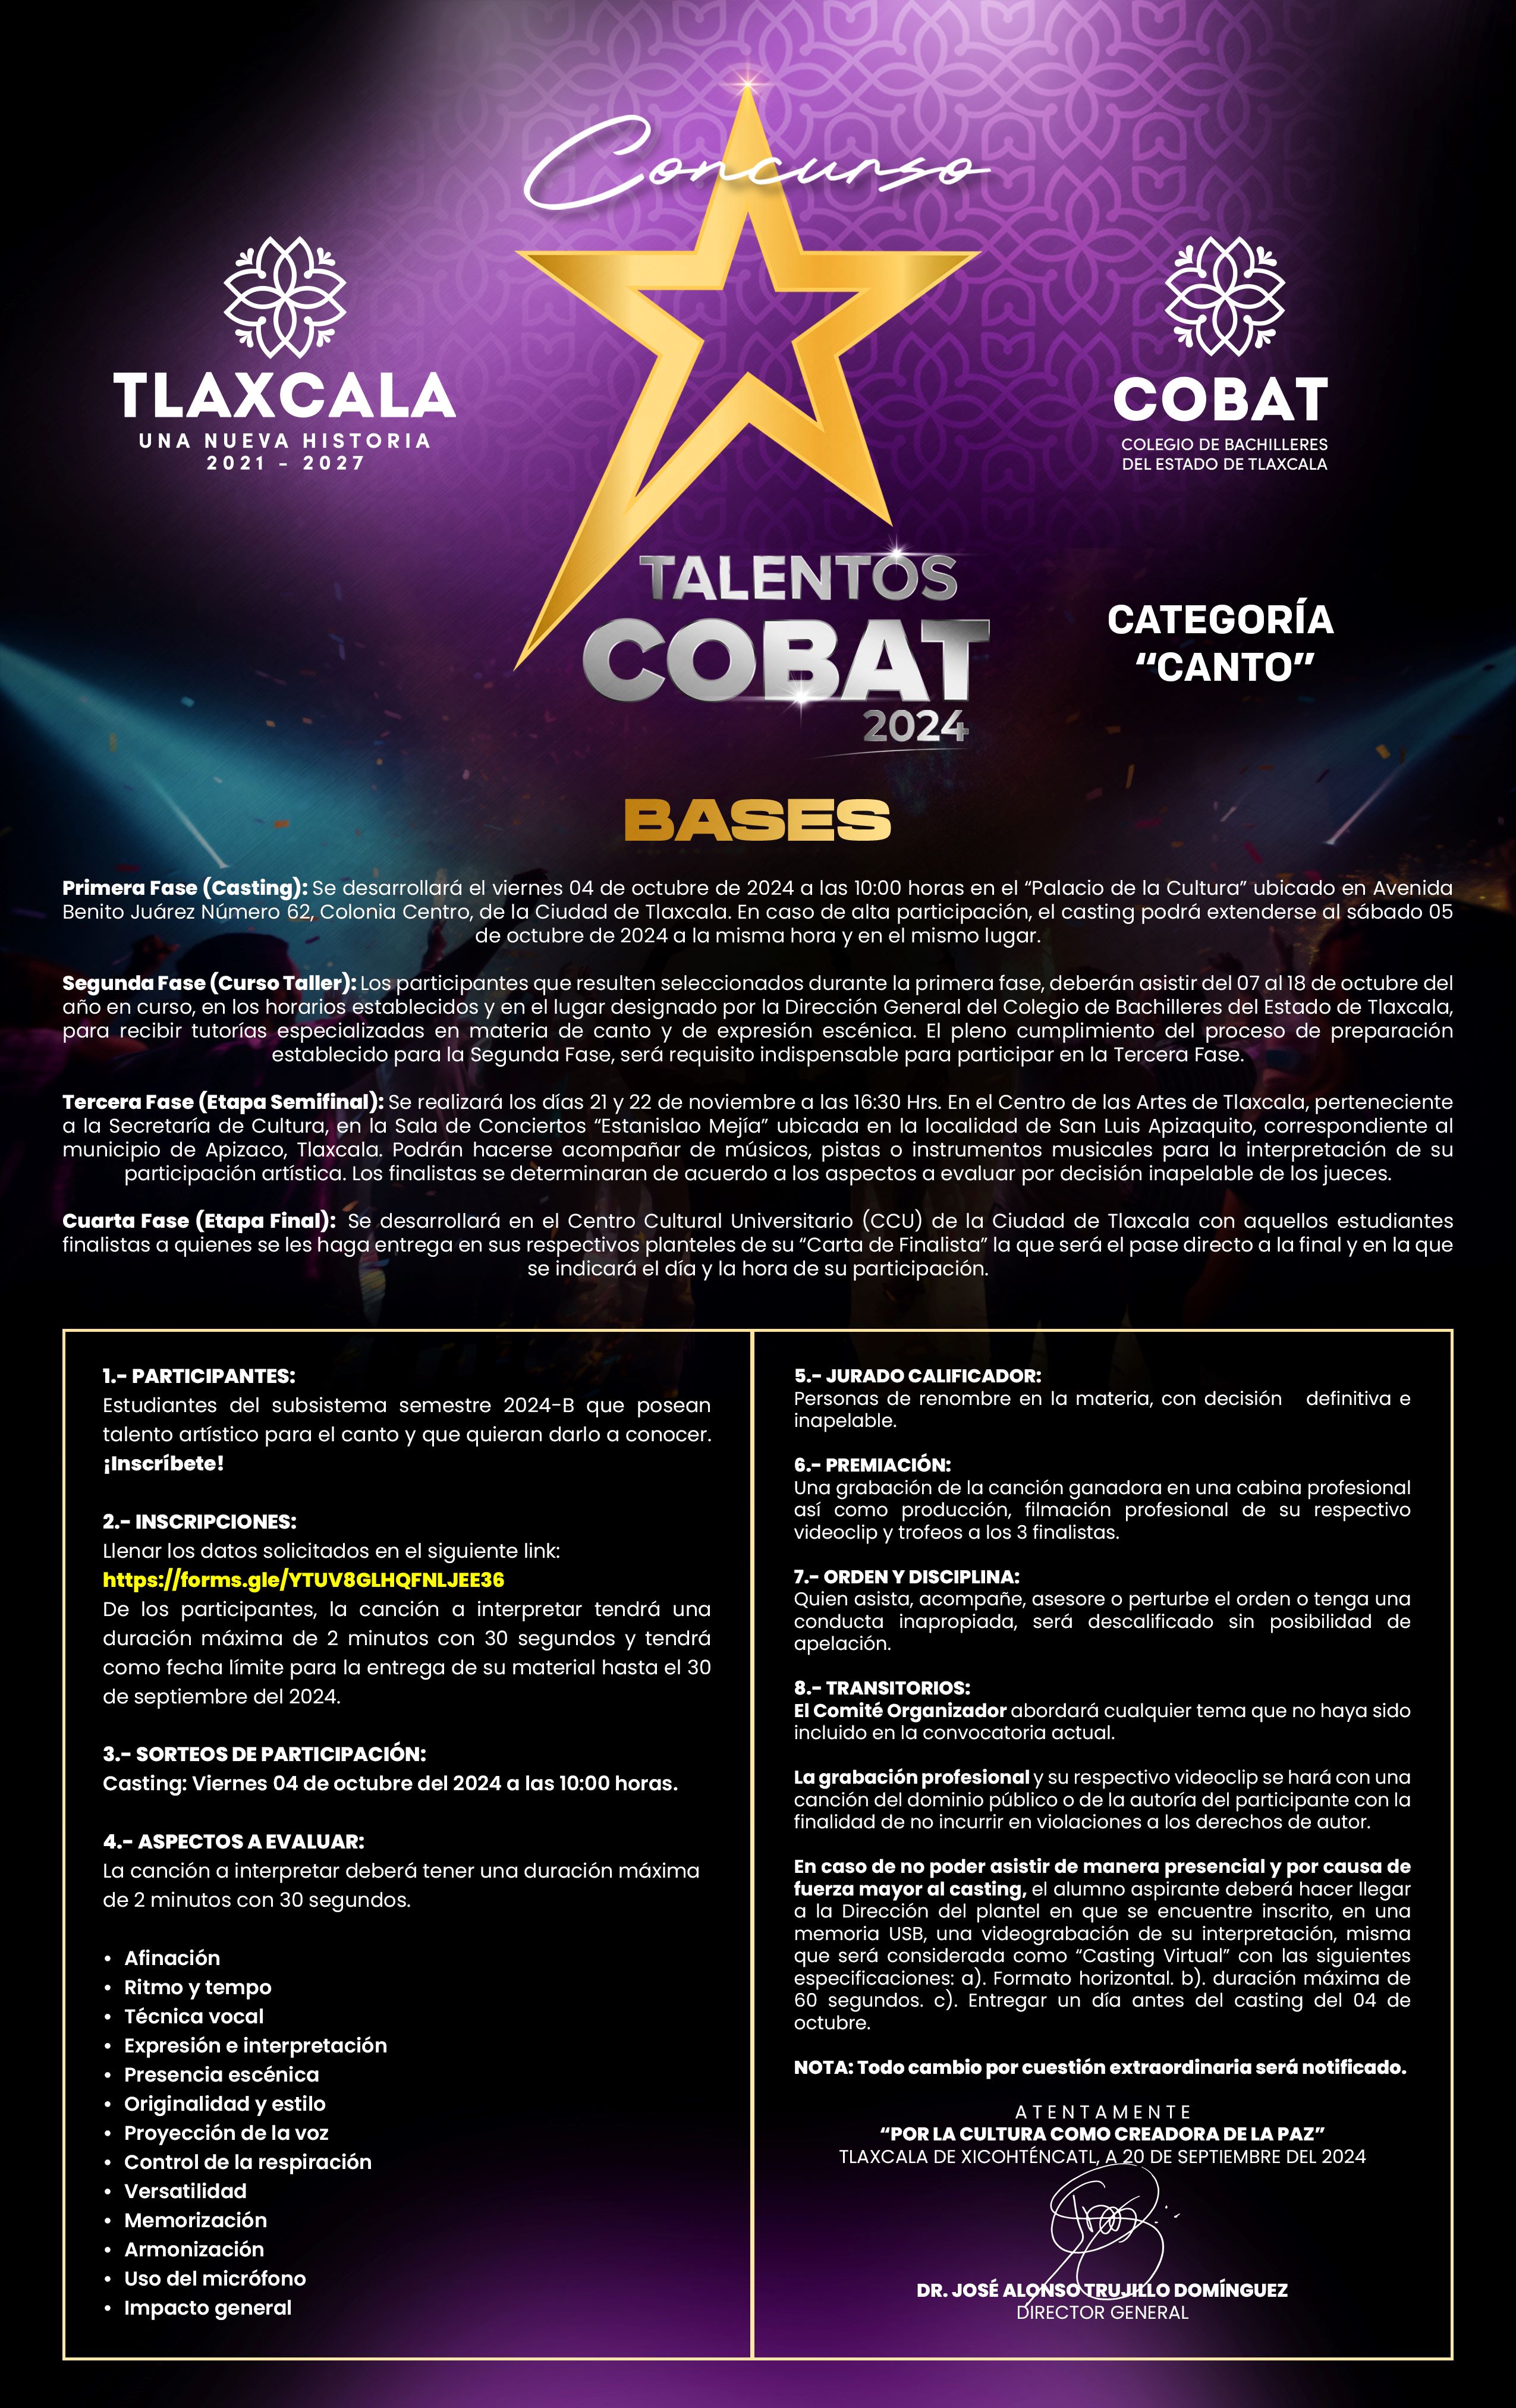 Concurso
TLAXCALA
UNA NUEVA HISTORIA
2021 - 2027
COBAT
COLEGIO DE BACHILLERES
DEL ESTADO DE TLAXCALA
TALENTOS
COBAT
2024
CATEGORÍA
“CANTO”
BASES
Primera Fase (Casting): Se desarrollará el viernes 04 de octubre de 2024 a las 10:00 horas en el “Palacio de la Cultura” ubicado en Avenida
Benito Juárez Número 62, Colonia Centro, de la Ciudad de Tlaxcala. En caso de alta participación, el casting podrá extenderse al sábado 05
de octubre de 2024 a la misma hora y en el mismo lugar.
Segunda Fase (Curso Taller): Los participantes que resulten seleccionados durante la primera fase, deberán asistir del 07 al 18 de octubre del
año en curso, en los horarios establecidos y en el lugar designado por la Dirección General del Colegio de Bachilleres del Estado de Tlaxcala,
para recibir tutorías especializadas en materia de canto y de expresión escénica. El pleno cumplimiento del proceso de preparación
establecido para la Segunda Fase, será requisito indispensable para participar en la Tercera Fase.
Tercera Fase (Etapa Semifinal): Se realizará los días 21 y 22 de noviembre a las 16:30 Hrs. En el Centro de las Artes de Tlaxcala, perteneciente
a la Secretaría de Cultura, en la Sala de Conciertos “Estanislao Mejía” ubicada en la localidad de San Luis Apizaquito, correspondiente al
municipio de Apizaco, Tlaxcala. Podrán hacerse acompañar de músicos, pistas o instrumentos musicales para la interpretación de su
participación artística. Los finalistas se determinaran de acuerdo a los aspectos a evaluar por decisión inapelable de los jueces.
Cuarta Fase (Etapa Final): Se desarrollará en el Centro Cultural Universitario (CCU) de la Ciudad de Tlaxcala con aquellos estudiantes
finalistas a quienes se les haga entrega en sus respectivos planteles de su “Carta de Finalista” la que será el pase directo a la final y en la que
se indicará el día y la hora de su participación.
1.- PARTICIPANTES:
Estudiantes del subsistema semestre 2024-B que posean
talento artístico para el canto y que quieran darlo a conocer.
¡Inscríbete!
2.- INSCRIPCIONES:
Llenar los datos solicitados en el siguiente link:
https://forms.gle/YTUV8GLHQFNLJEE36
De los participantes, la canción a interpretar tendrá una
duración máxima de 2 minutos con 30 segundos y tendrá
como fecha límite para la entrega de su material hasta el 30
de septiembre del 2024.
3.- SORTEOS DE PARTICIPACIÓN:
Casting: Viernes 04 de octubre del 2024 a las 10:00 horas.
4.- ASPECTOS A EVALUAR:
La canción a interpretar deberá tener una duración máxima
de 2 minutos con 30 segundos.
• Afinación
• Ritmo y tempo
• Técnica vocal
• Expresión e interpretación
• Presencia escénica
• Originalidad y estilo
• Proyección de la voz
• Control de la respiración
• Versatilidad
• Memorización
• Armonización
• Uso del micrófono
• Impacto general
5.- JURADO CALIFICADOR:
Personas de renombre en la materia, con decisión definitiva e
inapelable.
6.- PREMIACIÓN:
Una grabación de la canción ganadora en una cabina profesional
así como producción, filmación profesional de su respectivo
videoclip y trofeos a los 3 finalistas.
7.- ORDEN Y DISCIPLINA:
Quien asista, acompañe, asesore o perturbe el orden o tenga una
conducta inapropiada, será descalificado sin posibilidad de
apelación.
8.- TRANSITORIOS:
El Comité Organizador abordará cualquier tema que no haya sido
incluido en la convocatoria actual.
La grabación profesional y su respectivo videoclip se hará con una
canción del dominio público o de la autoría del participante con la
finalidad de no incurrir en violaciones a los derechos de autor.
En caso de no poder asistir de manera presencial y por causa de
fuerza mayor al casting, el alumno aspirante deberá hacer llegar
a la Dirección del plantel en que se encuentre inscrito, en una
memoria USB, una videograbación de su interpretación, misma
que será considerada como “Casting Virtual” con las siguientes
especificaciones: a). Formato horizontal. b). duración máxima de
60 segundos. c). Entregar un día antes del casting del 04 de
octubre.
NOTA: Todo cambio por cuestión extraordinaria será notificado.
ATENTAMENTE
“POR LA CULTURA COMO CREADORA DE LA PAZ”
TLAXCALA DE XICOHTÉNCATL, A 20 DE SEPTIEMBRE DEL 2024
DR. JOSÉ ALONSO TRUJILLO DOMÍNGUEZ
DIRECTOR GENERAL